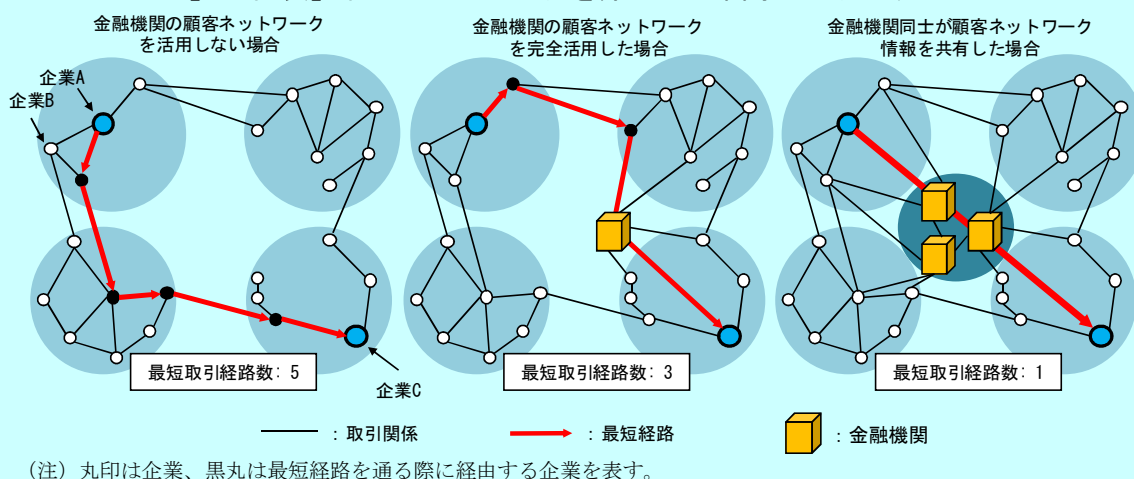 金融機関の顧客ネットワーク
を活用しない場合
金融機関の顧客ネットワーク
を完全活用した場合
金融機関同士が顧客ネットワーク
情報を共有した場合
企業A
企業B
企業C
最短取引経路数: 5
最短取引経路数: 3
最短取引経路数: 1
：取引関係
：最短経路
：金融機関
（注）丸印は企業、黒丸は最短経路を通る際に経由する企業を表す。